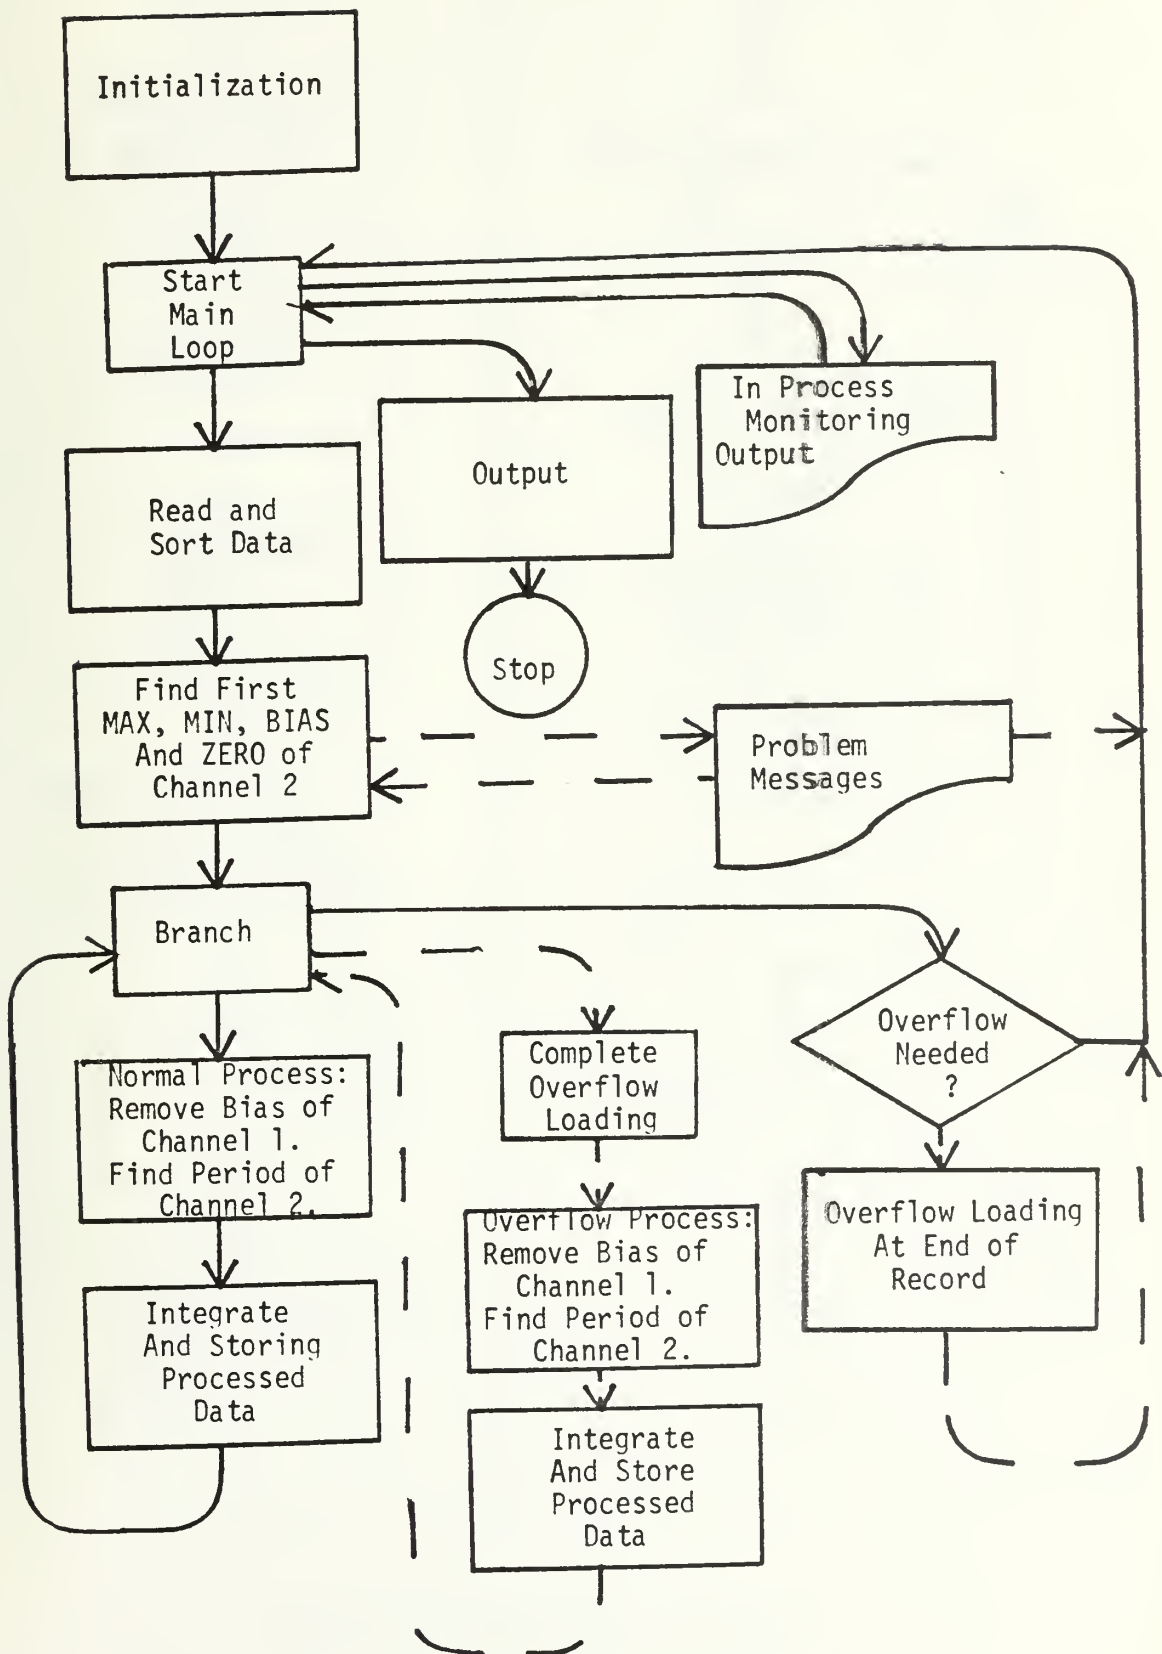 Initialization
Start
Main
Loop
In Process
Monitoring
Output
Output
Read and
Sort Data
Stop
Find First
MAX, MIN, BIAS
And ZERO of
Channel 2
Problem
Messages
Branch
Overflow
Needed
?
Complete
Overflow
Loading
Normal Process:
Remove Bias of
Channel 1.
Find Period of
Channel 2.
Overflow Process:
Remove Bias of
Channel 1.
Find Period of
Channel 2.
Overflow Loading
At End of
Record
Integrate
And Storing
Processed
Data
Integrate
And Store
Processed
Data